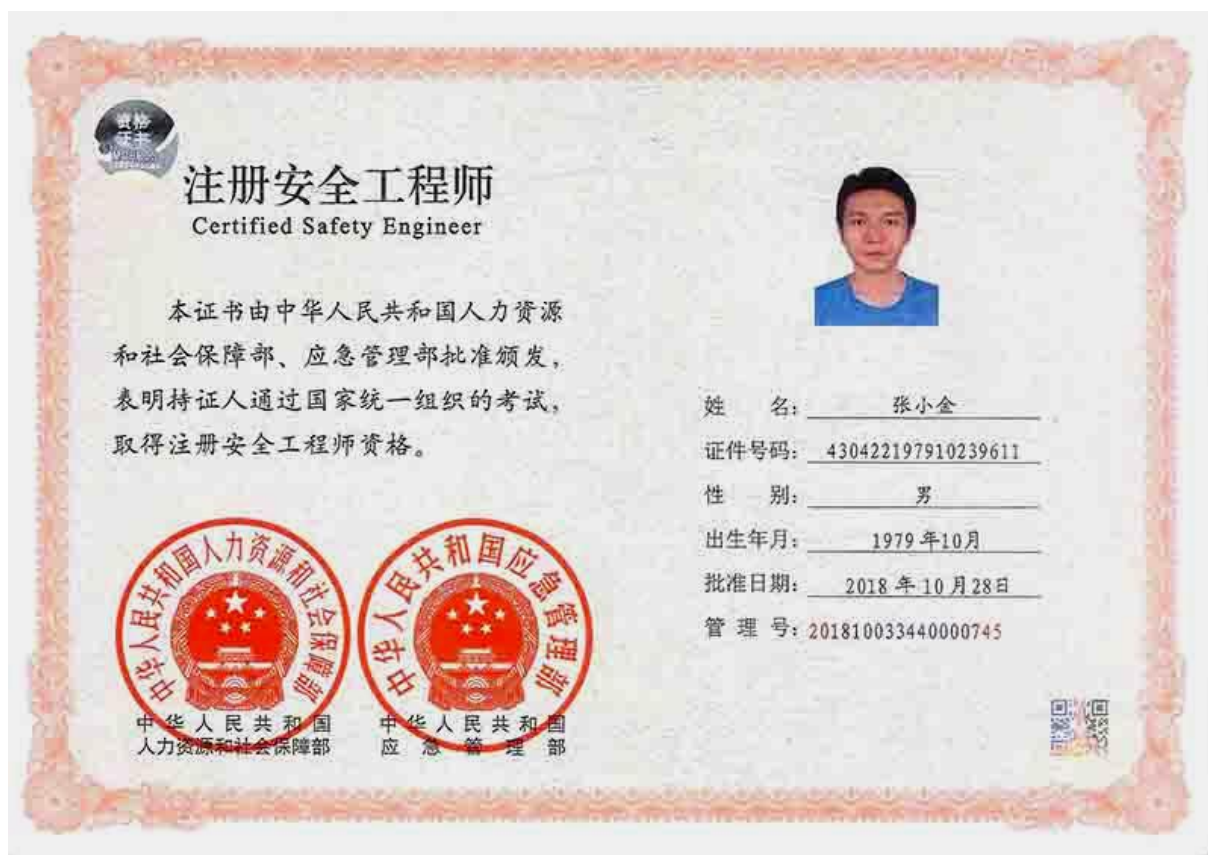 资格
证书
注册安全工程师
Certified Safety Engineer
本证书由中华人民共和国人力资源
和社会保障部、应急管理部批准颁发，
表明持证人通过国家统一组织的考试，
取得注册安全工程师资格。
中华人民共和国人力资源和社会保障部
中华人民共和国应急管理部
中华人民共和国
人力资源和社会保障部
中华人民共和国
应急管理部
姓 名：张小金
证件号码：430422197910239611
性 别：男
出生年月：1979年10月
批准日期：2018年10月28日
管 理 号：201810033440000745